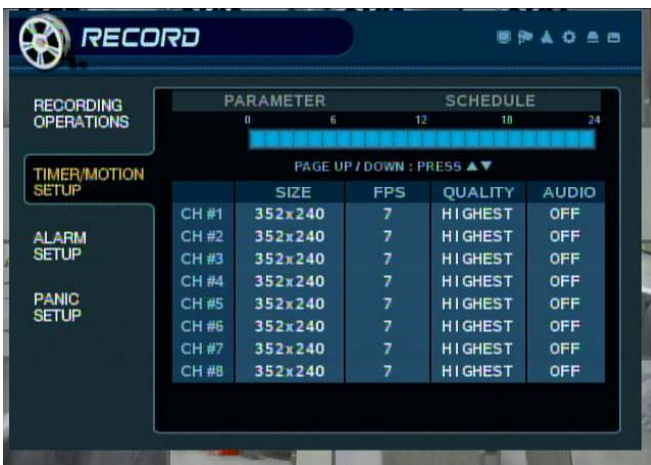 RECORD
RECORDING
OPERATIONS
TIMER/MOTION
SETUP
ALARM
SETUP
PANIC
SETUP
PARAMETER SCHEDULE
0 6 12 18 24
PAGE UP / DOWN : PRESS ▲▼
SIZE FPS QUALITY AUDIO
CH #1 352x240 7 HIGHEST OFF
CH #2 352x240 7 HIGHEST OFF
CH #3 352x240 7 HIGHEST OFF
CH #4 352x240 7 HIGHEST OFF
CH #5 352x240 7 HIGHEST OFF
CH #6 352x240 7 HIGHEST OFF
CH #7 352x240 7 HIGHEST OFF
CH #8 352x240 7 HIGHEST OFF